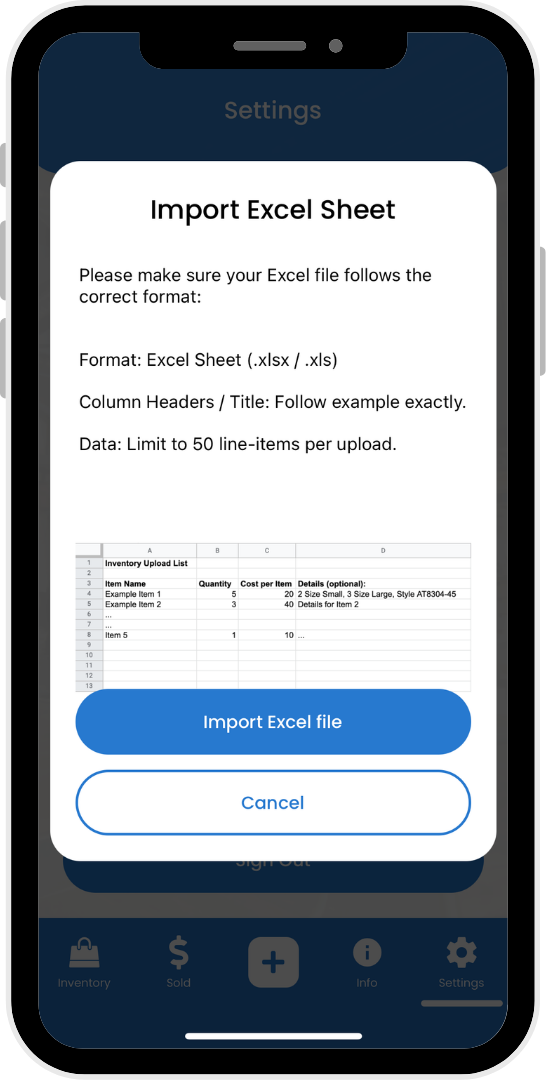 Settings
Import Excel Sheet
Please make sure your Excel file follows the
correct format:
Format: Excel Sheet (.xlsx / .xls)
Column Headers / Title: Follow example exactly.
Data: Limit to 50 line-items per upload.
A B C D
1 Inventory Upload List
2
3 Item Name Quantity Cost per Item Details (optional):
4 Example Item 1 5 20 2 Size Small, 3 Size Large, Style AT8304-45
5 Example Item 2 3 40 Details for Item 2
6 ...
7 ...
8 Item 5 1 10 ...
9
10
11
12
13
Import Excel file
Cancel
Sign Out
Inventory Sold Info Settings